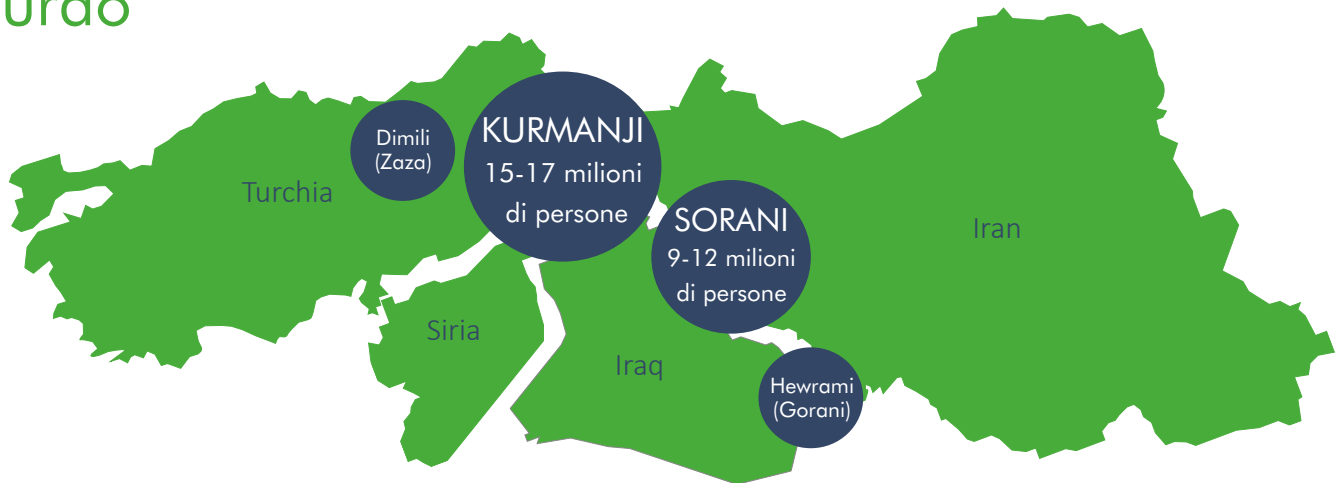 urdo
Dimili
(Zaza)
KURMANJI
15-17 milioni
di persone
Turchia
SORANI
9-12 milioni
di persone
Iran
Siria
Iraq
Hewrami
(Gorani)